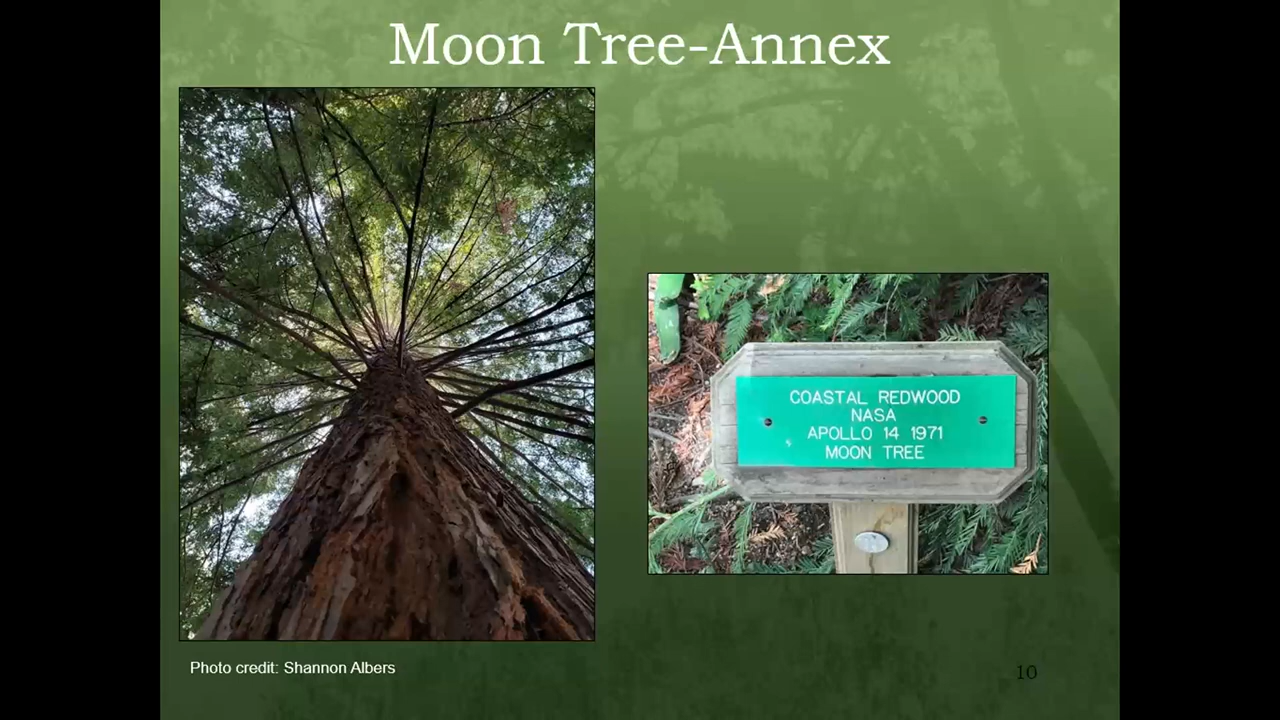 Moon Tree-Annex
COASTAL REDWOOD
NASA
APOLLO 14 1971
MOON TREE
Photo credit: Shannon Albers
10